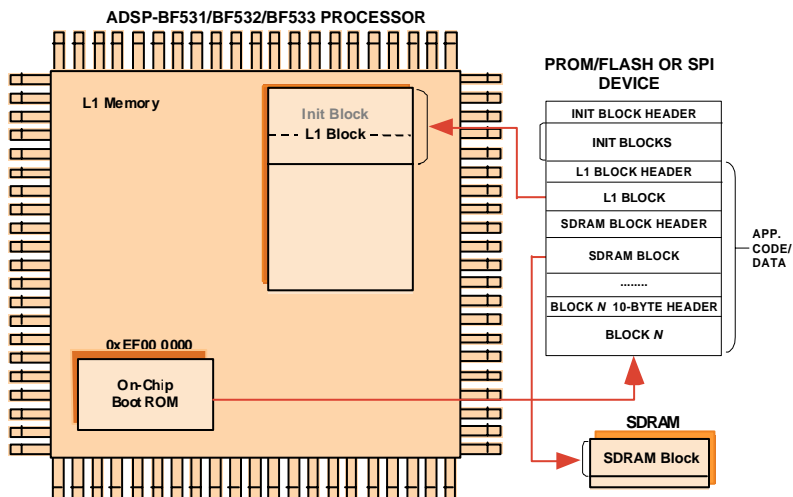 ADSP-BF531/BF532/BF533 PROCESSOR
L1 Memory
Init Block
L1 Block
0xEF00 0000
On-Chip
Boot ROM
PROM/FLASH OR SPI
DEVICE
INIT BLOCK HEADER
INIT BLOCKS
L1 BLOCK HEADER
L1 BLOCK
SDRAM BLOCK HEADER
SDRAM BLOCK
........
BLOCK N 10-BYTE HEADER
BLOCK N
APP.
CODE/
DATA
SDRAM
SDRAM Block